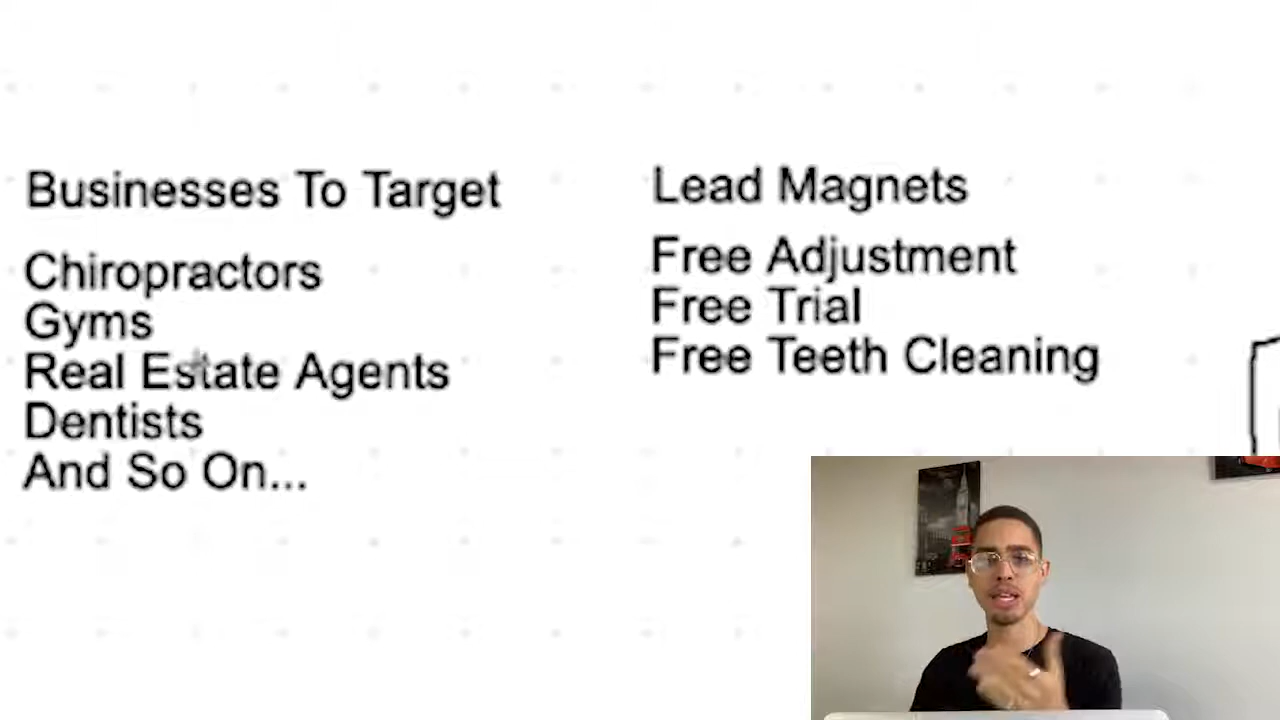 Businesses To Target
Chiropractors
Gyms
Real Estate Agents
Dentists
And So On...
Lead Magnets
Free Adjustment
Free Trial
Free Teeth Cleaning